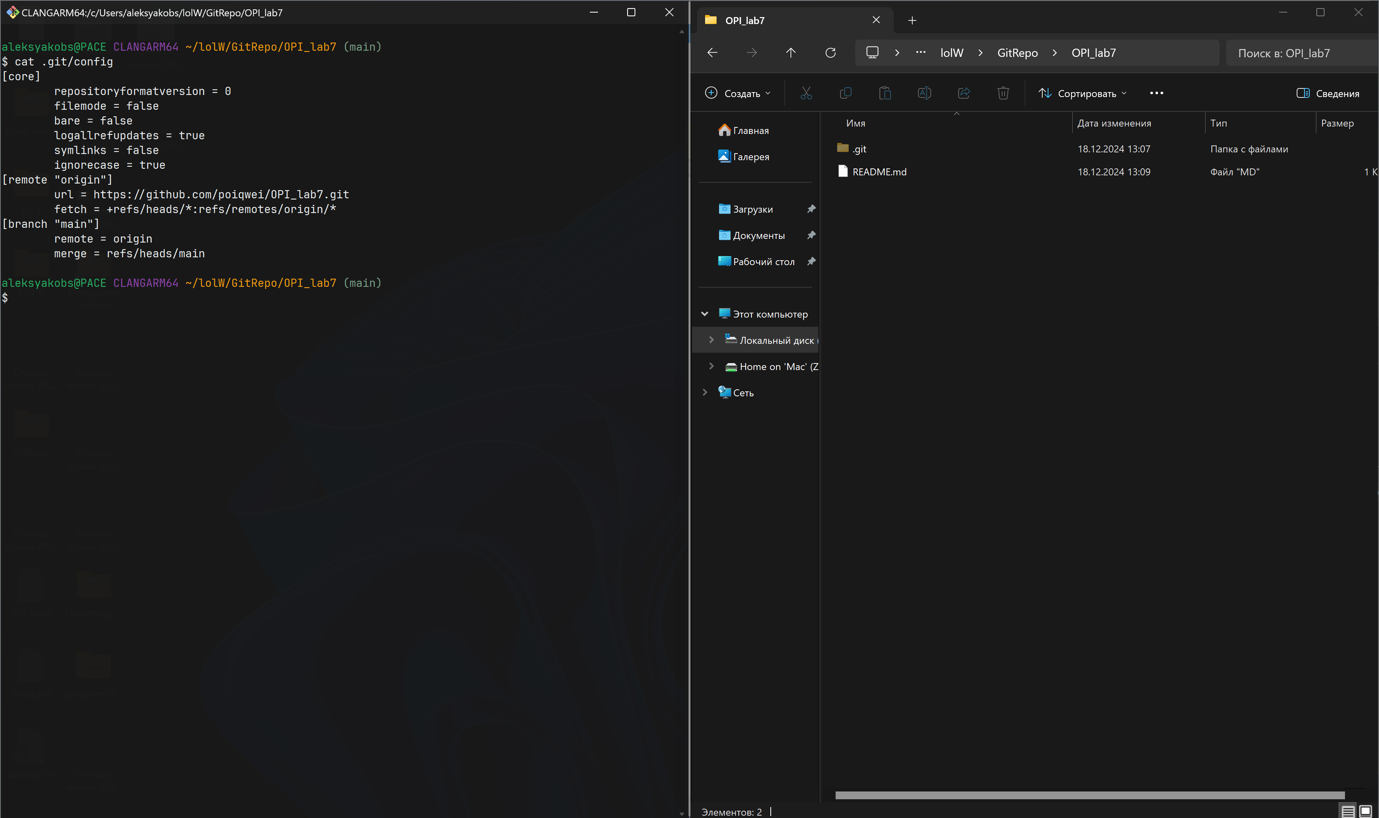 CLANGARM64:/c/Users/aleksyakobs/lolW/GitRepo/OPI_lab7
aleksyakobs@PACE CLANGARM64 ~/lolW/GitRepo/OPI_lab7 (main)
$ cat .git/config
[core]
repositoryformatversion = 0
filemode = false
bare = false
logallrefupdates = true
symlinks = false
ignorecase = true
[remote "origin"]
url = https://github.com/poiqwei/OPI_lab7.git
fetch = +refs/heads/*:refs/remotes/origin/*
[branch "main"]
remote = origin
merge = refs/heads/main
aleksyakobs@PACE CLANGARM64 ~/lolW/GitRepo/OPI_lab7 (main)
$
OPI_lab7
lolW > GitRepo > OPI_lab7
Поиск в: OPI_lab7
Создать
Сортировать
Сведения
Главная
Галерея
Загрузки
Документы
Рабочий стол
Этот компьютер
Локальный диск (
Home on 'Mac' (Z
Сеть
Имя Дата изменения Тип Размер
.git 18.12.2024 13:07 Папка с файлами
README.md 18.12.2024 13:09 Файл "MD" 1 К
Элементов: 2